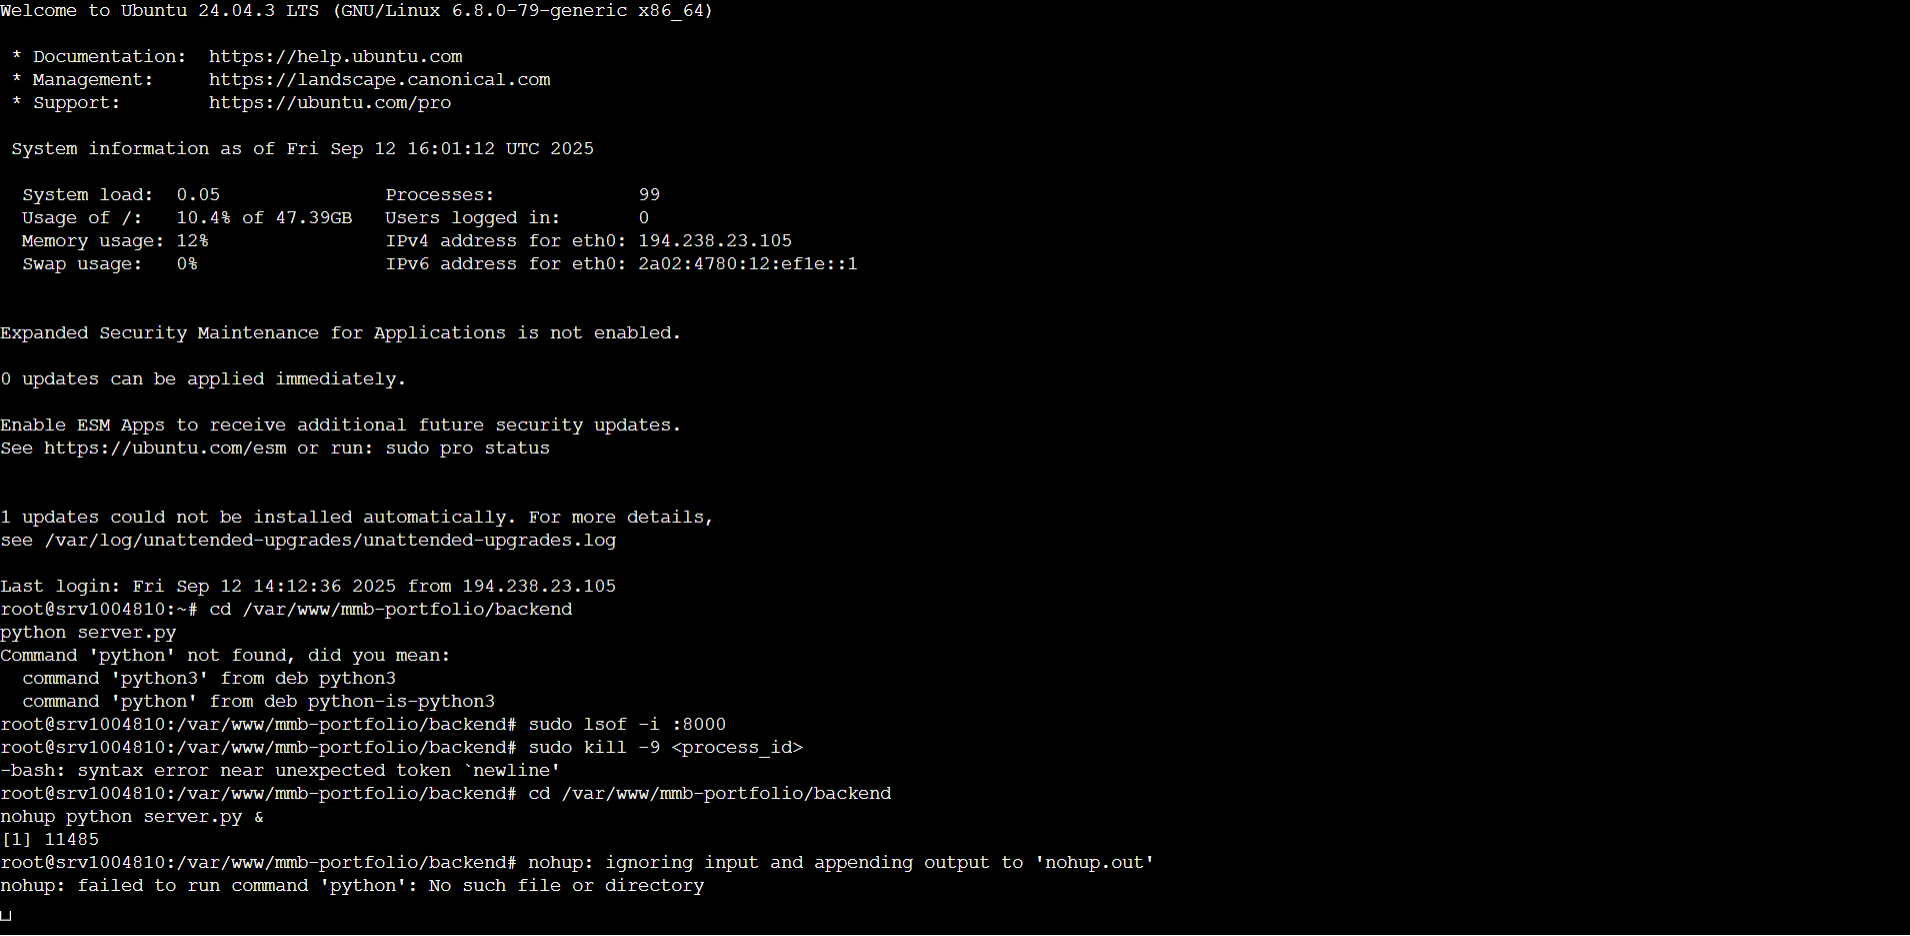 Welcome to Ubuntu 24.04.3 LTS (GNU/Linux 6.8.0-79-generic x86_64)
* Documentation:  https://help.ubuntu.com
* Management:     https://landscape.canonical.com
* Support:        https://ubuntu.com/pro
System information as of Fri Sep 12 16:01:12 UTC 2025
System load:  0.05               Processes:             99
Usage of /:   10.4% of 47.39GB   Users logged in:       0
Memory usage: 12%                IPv4 address for eth0: 194.238.23.105
Swap usage:   0%                 IPv6 address for eth0: 2a02:4780:12:ef1e::1
Expanded Security Maintenance for Applications is not enabled.
0 updates can be applied immediately.
Enable ESM Apps to receive additional future security updates.
See https://ubuntu.com/esm or run: sudo pro status
1 updates could not be installed automatically. For more details,
see /var/log/unattended-upgrades/unattended-upgrades.log
Last login: Fri Sep 12 14:12:36 2025 from 194.238.23.105
root@srv1004810:~# cd /var/www/mmb-portfolio/backend
python server.py
Command 'python' not found, did you mean:
  command 'python3' from deb python3
  command 'python' from deb python-is-python3
root@srv1004810:/var/www/mmb-portfolio/backend# sudo lsof -i :8000
root@srv1004810:/var/www/mmb-portfolio/backend# sudo kill -9 <process_id>
-bash: syntax error near unexpected token `newline'
root@srv1004810:/var/www/mmb-portfolio/backend# cd /var/www/mmb-portfolio/backend
nohup python server.py &
[1] 11485
root@srv1004810:/var/www/mmb-portfolio/backend# nohup: ignoring input and appending output to 'nohup.out'
nohup: failed to run command 'python': No such file or directory